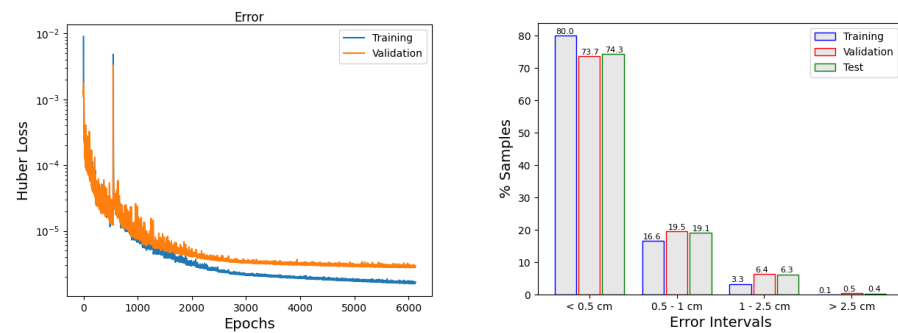 Error
Training
Validation
Huber Loss
10⁻²
10⁻³
10⁻⁴
10⁻⁵
0 1000 2000 3000 4000 5000 6000
Epochs
Training
Validation
Test
% Samples
80
70
60
50
40
30
20
10
0
80.0 73.7 74.3
16.6 19.5 19.1
3.3 6.4 6.3
0.1 0.5 0.4
< 0.5 cm 0.5 - 1 cm 1 - 2.5 cm > 2.5 cm
Error Intervals